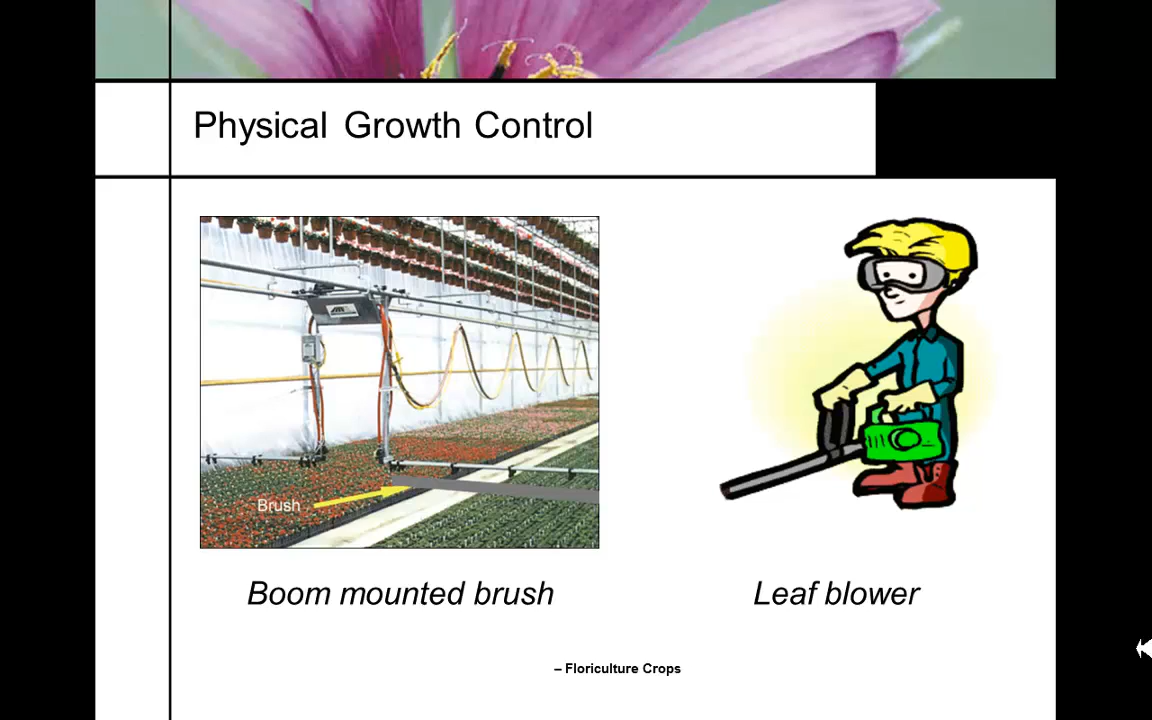 Physical Growth Control
Brush
Boom mounted brush
Leaf blower
– Floriculture Crops